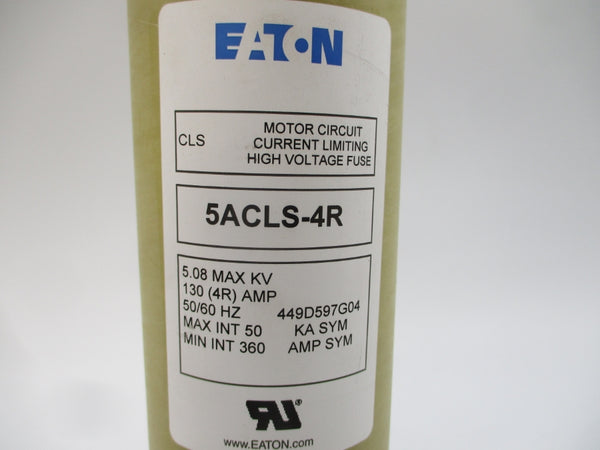 EATON
CLS
MOTOR CIRCUIT
CURRENT LIMITING
HIGH VOLTAGE FUSE
5ACLS-4R
5.08 MAX KV
130 (4R) AMP
50/60 HZ 449D597G04
MAX INT 50 KA SYM
MIN INT 360 AMP SYM
RU®
www.EATON.com